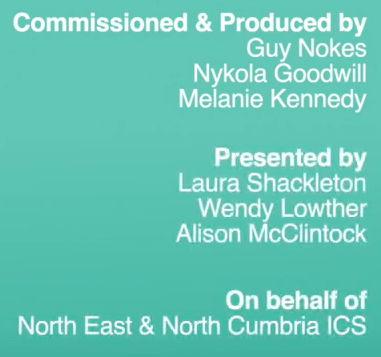 Commissioned & Produced by
Guy Nokes
Nykola Goodwill
Melanie Kennedy
Presented by
Laura Shackleton
Wendy Lowther
Alison McClintock
On behalf of
North East & North Cumbria ICS